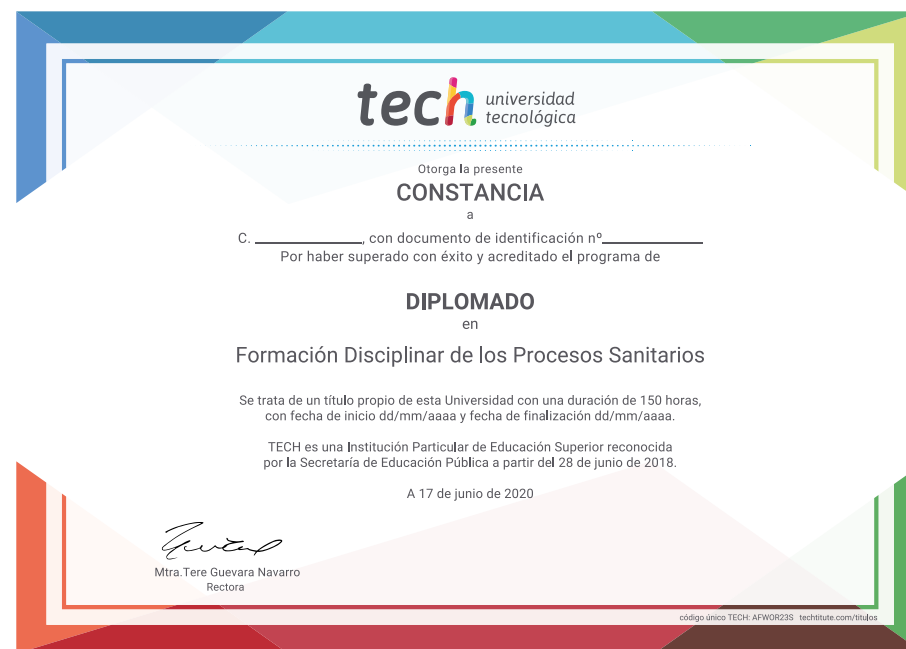 tech universidad
tecnológica
Otorga la presente
CONSTANCIA
a
C. ____________, con documento de identificación nº____________
Por haber superado con éxito y acreditado el programa de
DIPLOMADO
en
Formación Disciplinar de los Procesos Sanitarios
Se trata de un título propio de esta Universidad con una duración de 150 horas,
con fecha de inicio dd/mm/aaaa y fecha de finalización dd/mm/aaaa.
TECH es una Institución Particular de Educación Superior reconocida
por la Secretaría de Educación Pública a partir del 28 de junio de 2018.
A 17 de junio de 2020
Mtra.Tere Guevara Navarro
Rectora
código único TECH: AFWOR23S techtitute.com/titulos